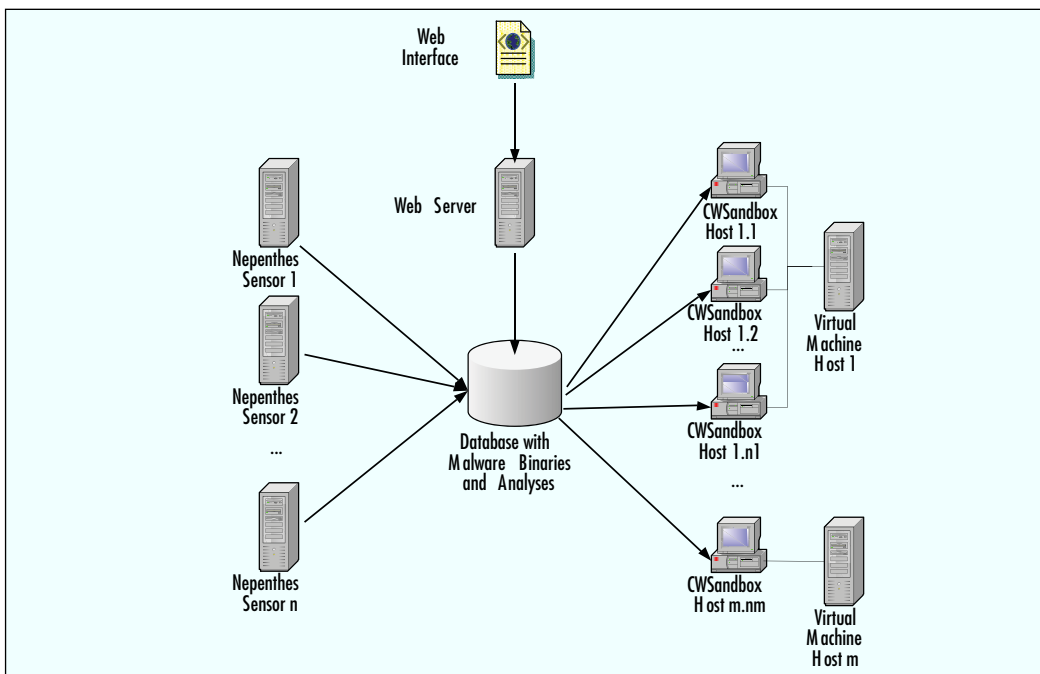 Web
Interface
Web Server
Nepenthes
Sensor 1
Nepenthes
Sensor 2
...
Nepenthes
Sensor n
Database with
Malware Binaries
and Analyses
CWSandbox
Host 1.1
CWSandbox
Host 1.2
...
CWSandbox
Host 1.n1
...
CWSandbox
Host m.nm
Virtual
Machine
Host 1
Virtual
Machine
Host m